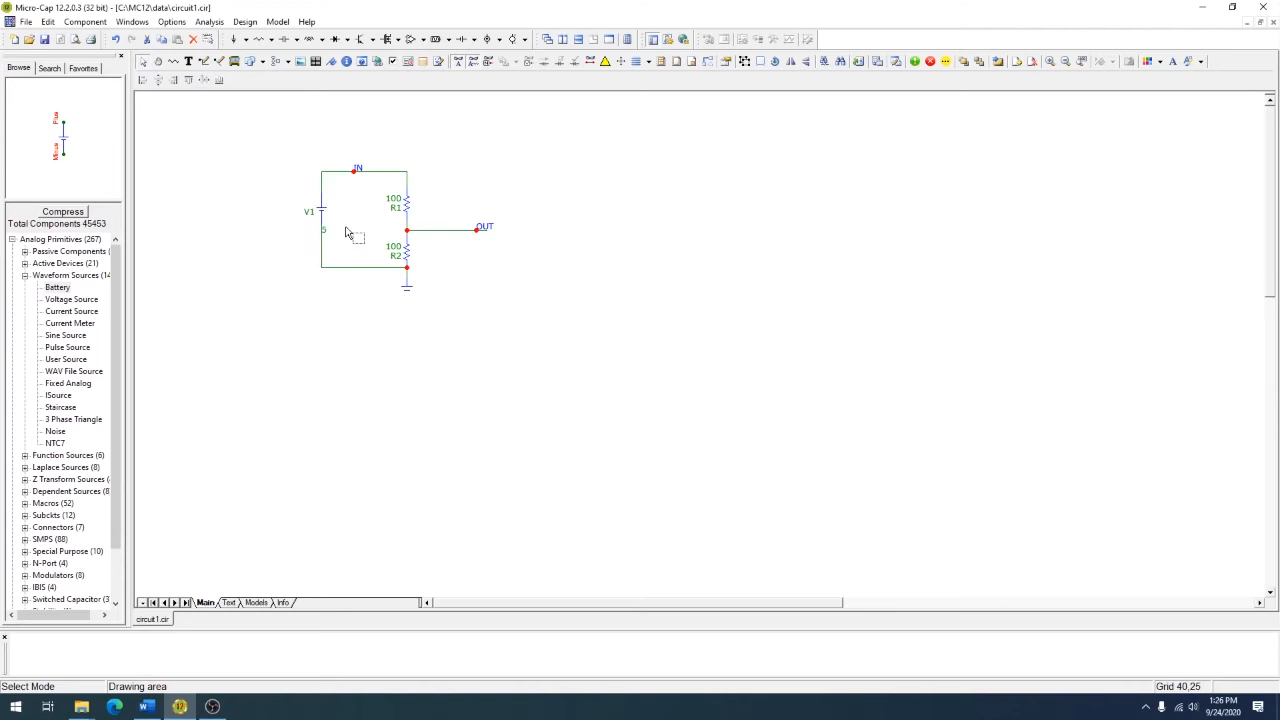 Micro-Cap 12.2.0.3 (32 bit) - [C:\MC12\data\circuit1.cir]
File Edit Component Windows Options Analysis Design Model Help
Browse Search Favorites
Plus
Minus
Compress
Total Components 45453
Analog Primitives (267)
Passive Components (
Active Devices (21)
Waveform Sources (14
Battery
Voltage Source
Current Source
Current Meter
Sine Source
Pulse Source
User Source
WAV File Source
Fixed Analog
ISource
Staircase
3 Phase Triangle
Noise
NTC7
Function Sources (6)
Laplace Sources (8)
Z Transform Sources (
Dependent Sources (8
Macros (52)
Subckts (12)
Connectors (7)
SMPS (88)
Special Purpose (10)
N-Port (4)
Modulators (8)
IBIS (4)
Switched Capacitor (3
IN
V1
5
100
R1
OUT
100
R2
Main Text Models Info
circuit1.cir
Select Mode Drawing area Grid 40,25
1:26 PM
9/24/2020